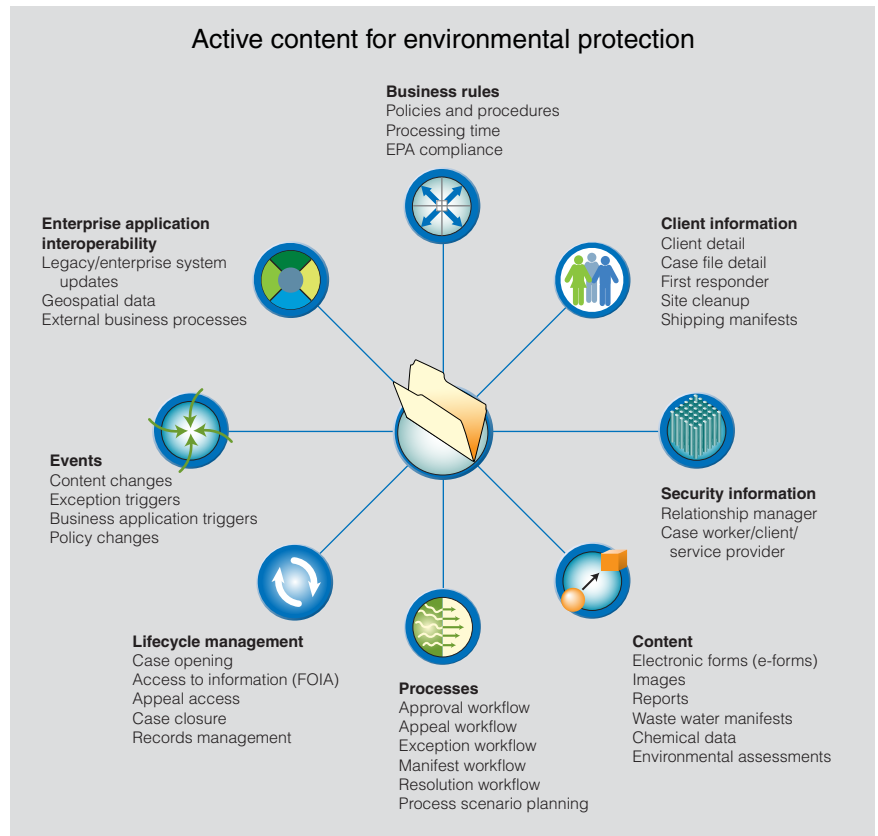 Active content for environmental protection
Business rules
Policies and procedures
Processing time
EPA compliance
Enterprise application
interoperability
Legacy/enterprise system
updates
Geospatial data
External business processes
Client information
Client detail
Case file detail
First responder
Site cleanup
Shipping manifests
Events
Content changes
Exception triggers
Business application triggers
Policy changes
Security information
Relationship manager
Case worker/client/
service provider
Lifecycle management
Case opening
Access to information (FOIA)
Appeal access
Case closure
Records management
Processes
Approval workflow
Appeal workflow
Exception workflow
Manifest workflow
Resolution workflow
Process scenario planning
Content
Electronic forms (e-forms)
Images
Reports
Waste water manifests
Chemical data
Environmental assessments